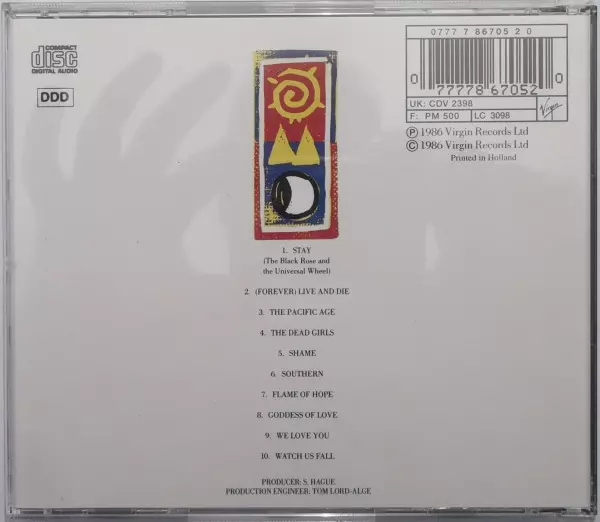 COMPACT
disc
DIGITAL AUDIO
DDD
0777 7 86705 2 0
0 77778 67052 0
UK: CDV 2398
F: PM 500 LC 3098
Virgin
Ⓟ 1986 Virgin Records Ltd
© 1986 Virgin Records Ltd
Printed in Holland
1. STAY
(The Black Rose and
the Universal Wheel)
2. (FOREVER) LIVE AND DIE
3. THE PACIFIC AGE
4. THE DEAD GIRLS
5. SHAME
6. SOUTHERN
7. FLAME OF HOPE
8. GODDESS OF LOVE
9. WE LOVE YOU
10. WATCH US FALL
PRODUCER: S. HAGUE
PRODUCTION ENGINEER: TOM LORD-ALGE